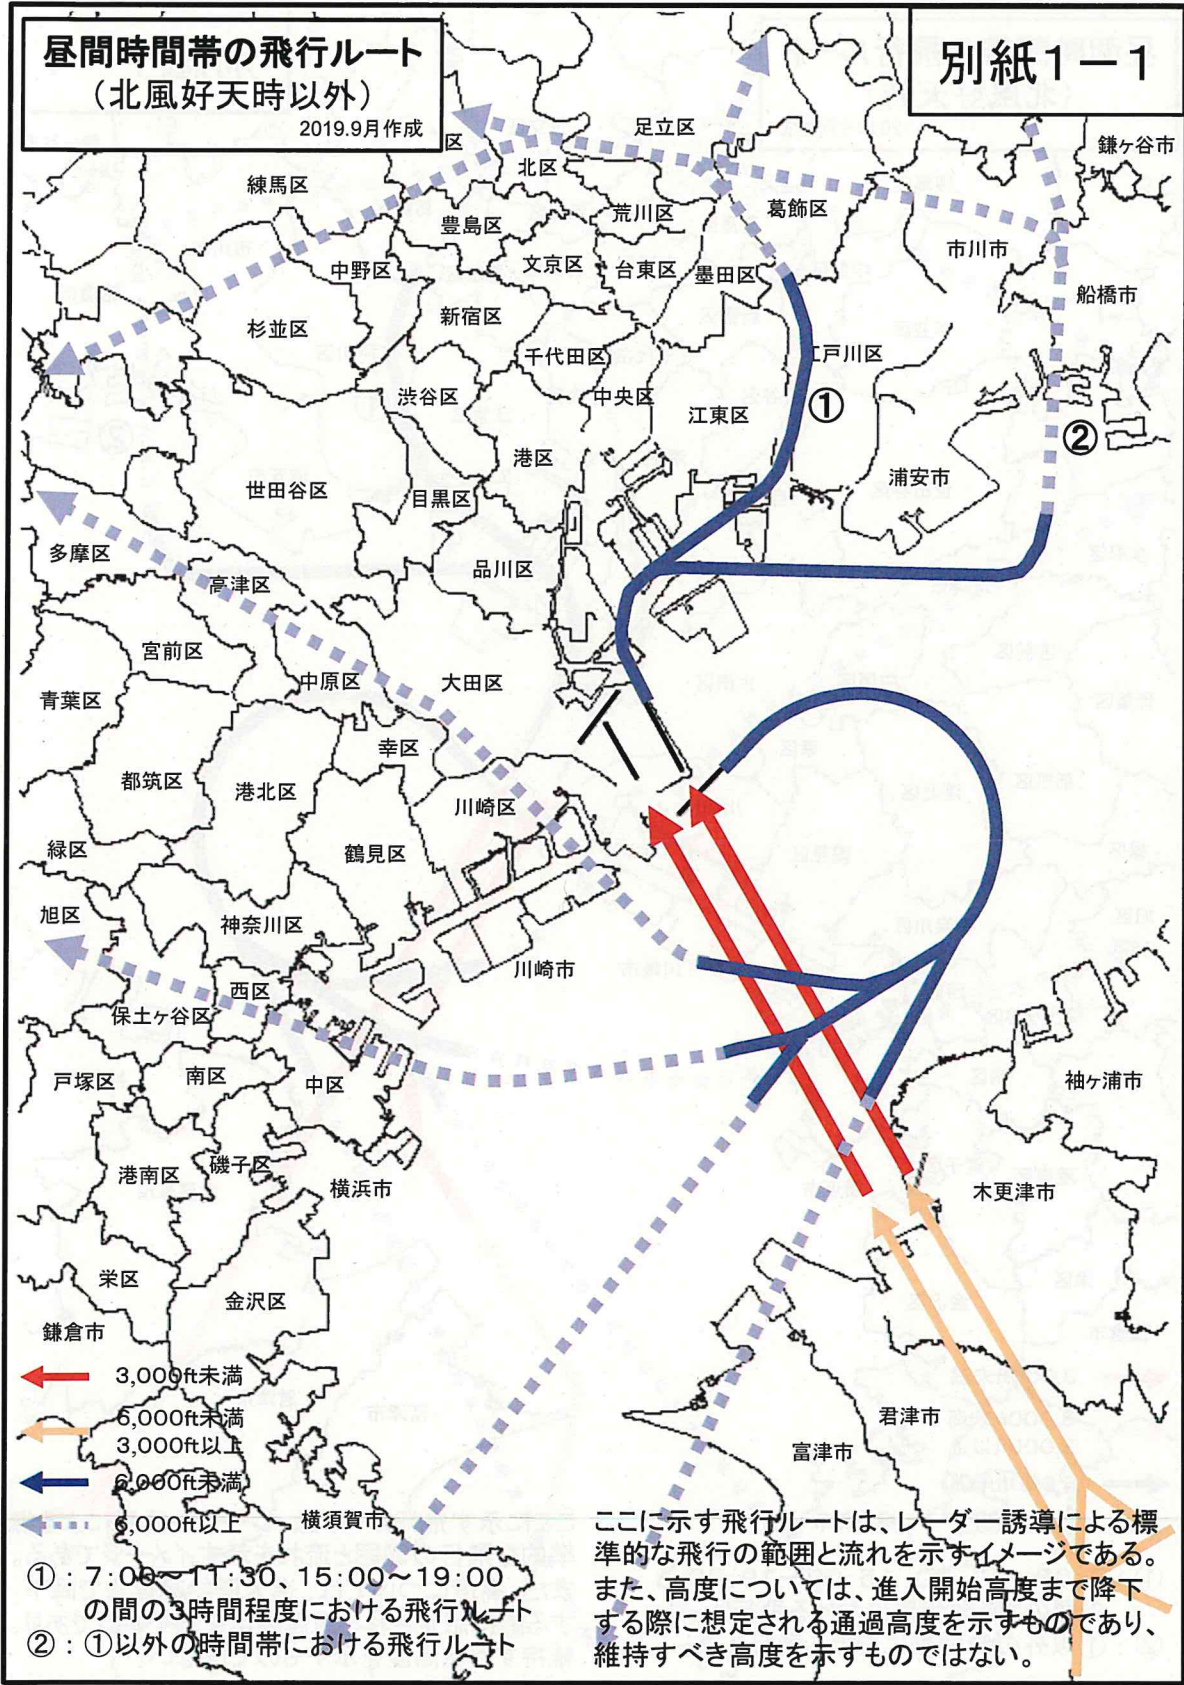 昼間時間帯の飛行ルート
（北風好天時以外）
2019.9月作成
別紙１－１
足立区
鎌ヶ谷市
区
北区
練馬区
荒川区
葛飾区
豊島区
市川市
中野区
文京区
台東区
墨田区
船橋市
杉並区
新宿区
千代田区
江戸川区
渋谷区
中央区
江東区
①
②
港区
世田谷区
目黒区
浦安市
多摩区
高津区
品川区
宮前区
中原区
大田区
青葉区
幸区
都筑区
港北区
川崎区
緑区
鶴見区
旭区
神奈川区
川崎市
西区
保土ヶ谷区
戸塚区
南区
中区
袖ヶ浦市
港南区
磯子区
横浜市
木更津市
栄区
金沢区
鎌倉市
3,000ft未満
6,000ft未満
3,000ft以上
君津市
富津市
6,000ft未満
6,000ft以上
横須賀市
①：７：００～１１：３０、１５：００～１９：００
の間の３時間程度における飛行ルート
②：①以外の時間帯における飛行ルート
ここに示す飛行ルートは、レーダー誘導による標
準的な飛行の範囲と流れを示すイメージである。
また、高度については、進入開始高度まで降下
する際に想定される通過高度を示すものであり、
維持すべき高度を示すものではない。